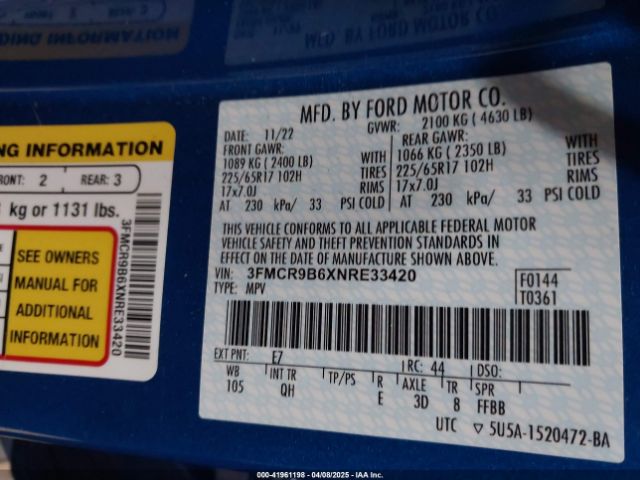 MFD. BY FORD MOTOR CO.
DATE: 11/22 GVWR: 2100 KG ( 4630 LB)
FRONT GAWR: REAR GAWR:
1089 KG ( 2400 LB) WITH 1066 KG ( 2350 LB) WITH
225/65R17 102H TIRES 225/65R17 102H TIRES
17x7.0J RIMS 17x7.0J RIMS
AT 230 kPa/ 33 PSI COLD AT 230 kPa/ 33 PSI COLD
THIS VEHICLE CONFORMS TO ALL APPLICABLE FEDERAL MOTOR
VEHICLE SAFETY AND THEFT PREVENTION STANDARDS IN
EFFECT ON THE DATE OF MANUFACTURE SHOWN ABOVE.
VIN: 3FMCR9B6XNRE33420
TYPE: MPV
F0144
T0361
EXT PNT: EZ RC: 44 DSO:
WB INT TR TP/PS R AXLE TR SPR
105 QH E 3D 8 FFBB
UTC ▽ 5U5A-1520472-BA
NG INFORMATION
FRONT: 2 REAR: 3
kg or 1131 lbs.
SEE OWNERS
MANUAL FOR
ADDITIONAL
INFORMATION
3FMCR9B6XNRE33420
000-41961198 - 04/08/2025 - IAA Inc.